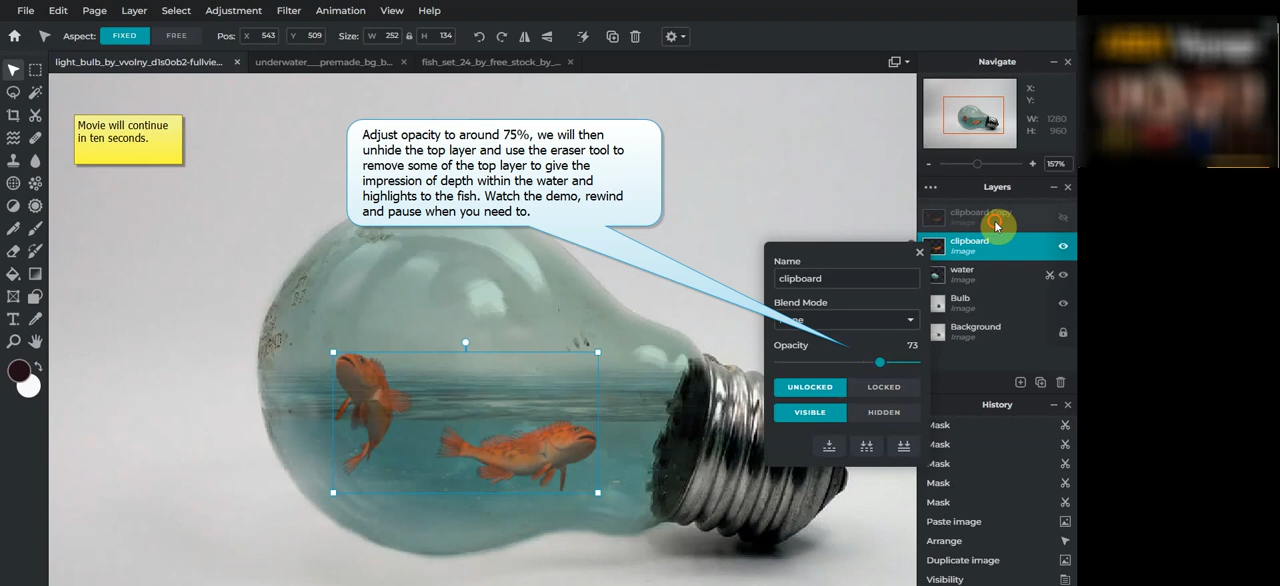 File Edit Page Layer Select Adjustment Filter Animation View Help
Aspect: FIXED FREE Pos: X 543 Y 509 Size: W 252 H 134
light_bulb_by_vvolny_d1s0ob2-fullvie... × underwater___premade_bg_b... × fish_set_24_by_free_stock_by_... ×
Navigate
X:
Y:
W: 1280
H: 960
- + 157%
Movie will continue
in ten seconds.
Adjust opacity to around 75%, we will then
unhide the top layer and use the eraser tool to
remove some of the top layer to give the
impression of depth within the water and
highlights to the fish. Watch the demo, rewind
and pause when you need to.
Layers
clipboard Copy
Image
clipboard
Image
water
Image
Bulb
Image
Background
Image
Name
clipboard
Blend Mode
Opacity 73
UNLOCKED LOCKED
VISIBLE HIDDEN
History
Mask
Mask
Mask
Mask
Mask
Paste image
Arrange
Duplicate image
Visibility